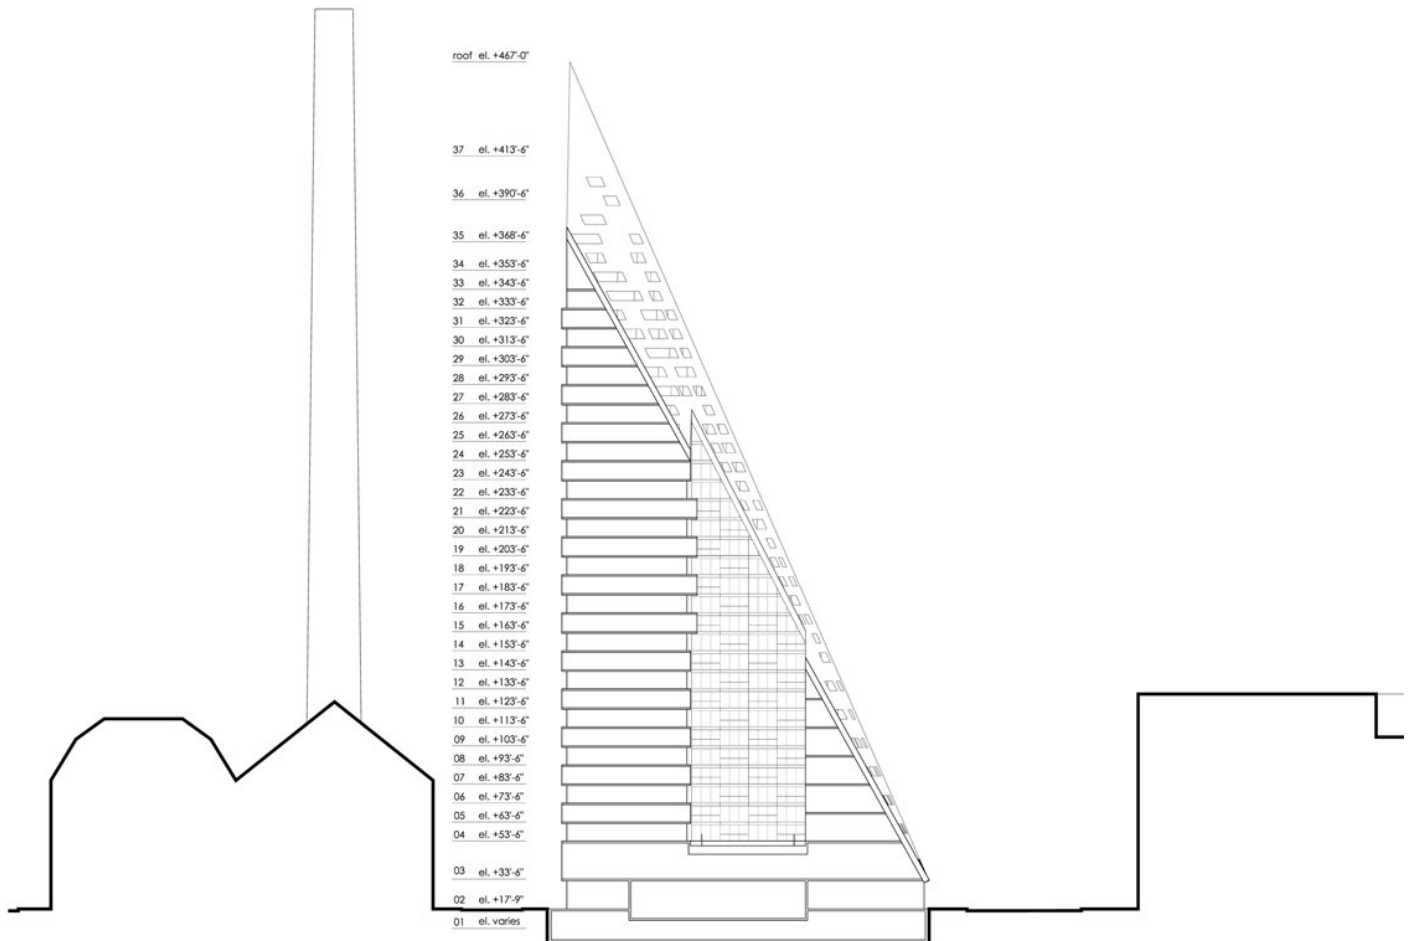 roof el. +467'-0"
37 el. +413'-6"
36 el. +390'-6"
35 el. +368'-6"
34 el. +353'-6"
33 el. +343'-6"
32 el. +333'-6"
31 el. +323'-6"
30 el. +313'-6"
29 el. +303'-6"
28 el. +293'-6"
27 el. +283'-6"
26 el. +273'-6"
25 el. +263'-6"
24 el. +253'-6"
23 el. +243'-6"
22 el. +233'-6"
21 el. +223'-6"
20 el. +213'-6"
19 el. +203'-6"
18 el. +193'-6"
17 el. +183'-6"
16 el. +173'-6"
15 el. +163'-6"
14 el. +153'-6"
13 el. +143'-6"
12 el. +133'-6"
11 el. +123'-6"
10 el. +113'-6"
09 el. +103'-6"
08 el. +93'-6"
07 el. +83'-6"
06 el. +73'-6"
05 el. +63'-6"
04 el. +53'-6"
03 el. +33'-6"
02 el. +17'-9"
01 el. varies